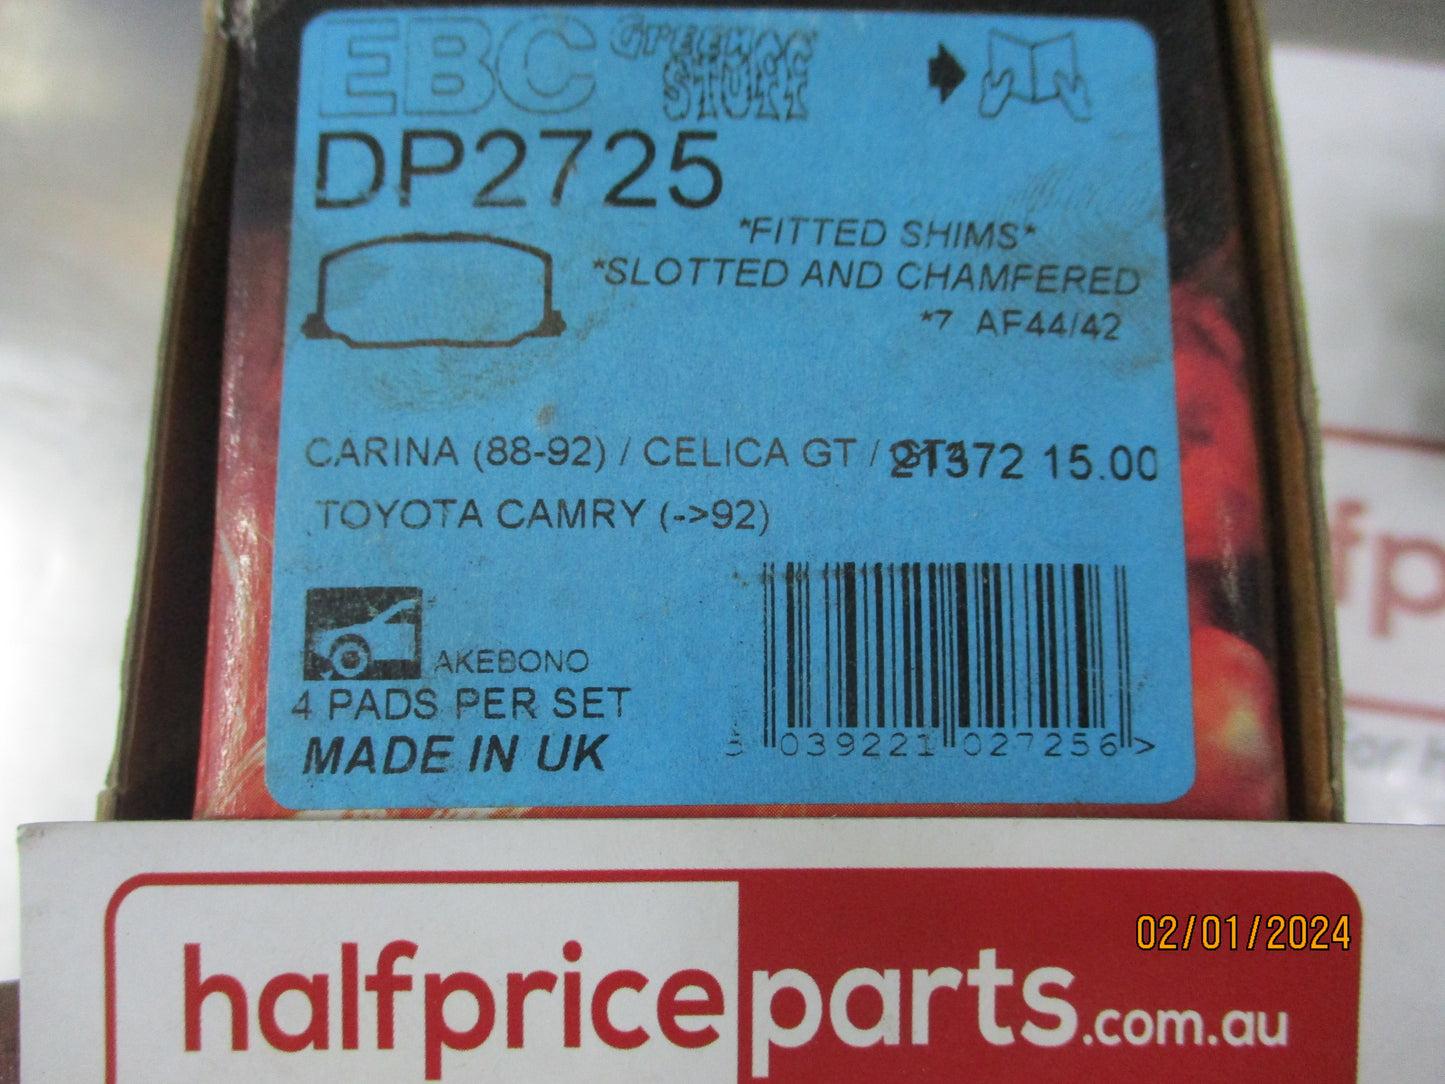 EBC GREEN STUFF
DP2725
*FITTED SHIMS*
*SLOTTED AND CHAMFERED
*7 AF44/42
CARINA (88-92) / CELICA GT / 21372 15.00
TOYOTA CAMRY (->92)
AKEBONO
4 PADS PER SET
MADE IN UK
5 039221 027256 >
halfpriceparts.com.au
02/01/2024